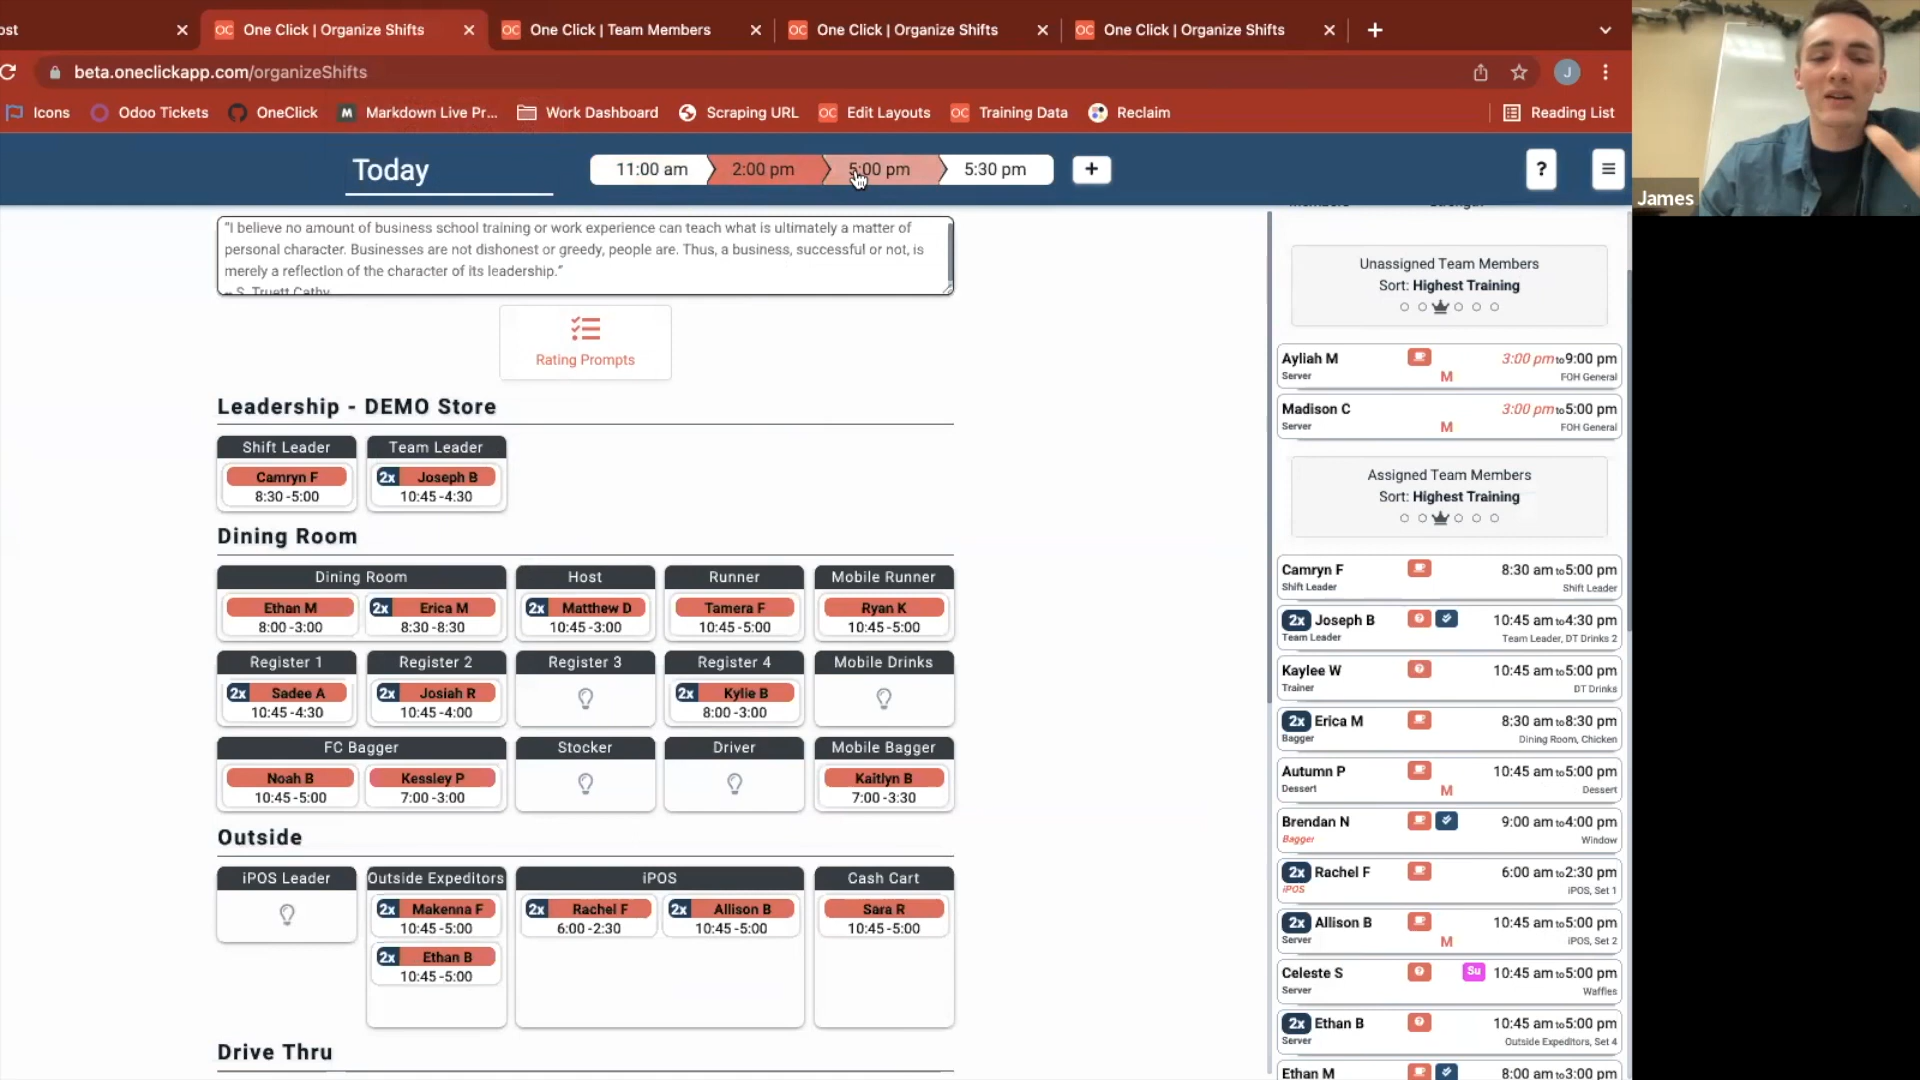 ost
One Click | Organize Shifts
One Click | Team Members
One Click | Organize Shifts
One Click | Organize Shifts
beta.oneclickapp.com/organizeShifts
J
Icons
Odoo Tickets
OneClick
M Markdown Live Pr...
Work Dashboard
Scraping URL
Edit Layouts
Training Data
Reclaim
Reading List
Today
11:00 am
2:00 pm
5:00 pm
5:30 pm
+
?
James
"I believe no amount of business school training or work experience can teach what is ultimately a matter of
personal character. Businesses are not dishonest or greedy, people are. Thus, a business, successful or not, is
merely a reflection of the character of its leadership."
– S. Truett Cathy
Rating Prompts
Leadership - DEMO Store
Shift Leader
Camryn F
8:30 -5:00
Team Leader
2x Joseph B
10:45 -4:30
Dining Room
Dining Room
Ethan M
8:00 -3:00
2x Erica M
8:30 -8:30
Host
2x Matthew D
10:45 -3:00
Runner
Tamera F
10:45 -5:00
Mobile Runner
Ryan K
10:45 -5:00
Register 1
2x Sadee A
10:45 -4:30
Register 2
2x Josiah R
10:45 -4:00
Register 3
Register 4
2x Kylie B
8:00 -3:00
Mobile Drinks
FC Bagger
Noah B
10:45 -5:00
Kessley P
7:00 -3:00
Stocker
Driver
Mobile Bagger
Kaitlyn B
7:00 -3:30
Outside
iPOS Leader
Outside Expeditors
2x Makenna F
10:45 -5:00
2x Ethan B
10:45 -5:00
iPOS
2x Rachel F
6:00 -2:30
2x Allison B
10:45 -5:00
Cash Cart
Sara R
10:45 -5:00
Drive Thru
Unassigned Team Members
Sort: Highest Training
Ayliah M 3:00 pm to 9:00 pm
Server M FOH General
Madison C 3:00 pm to 5:00 pm
Server M FOH General
Assigned Team Members
Sort: Highest Training
Camryn F 8:30 am to 5:00 pm
Shift Leader Shift Leader
2x Joseph B 10:45 am to 4:30 pm
Team Leader Team Leader, DT Drinks 2
Kaylee W 10:45 am to 5:00 pm
Trainer DT Drinks
2x Erica M 8:30 am to 8:30 pm
Bagger Dining Room, Chicken
Autumn P 10:45 am to 5:00 pm
Dessert M Dessert
Brendan N 9:00 am to 4:00 pm
Bagger Window
2x Rachel F 6:00 am to 2:30 pm
iPOS iPOS, Set 1
2x Allison B 10:45 am to 5:00 pm
Server M iPOS, Set 2
Celeste S Su 10:45 am to 5:00 pm
Server Waffles
2x Ethan B 10:45 am to 5:00 pm
Server Outside Expeditors, Set 4
Ethan M 8:00 am to 3:00 pm